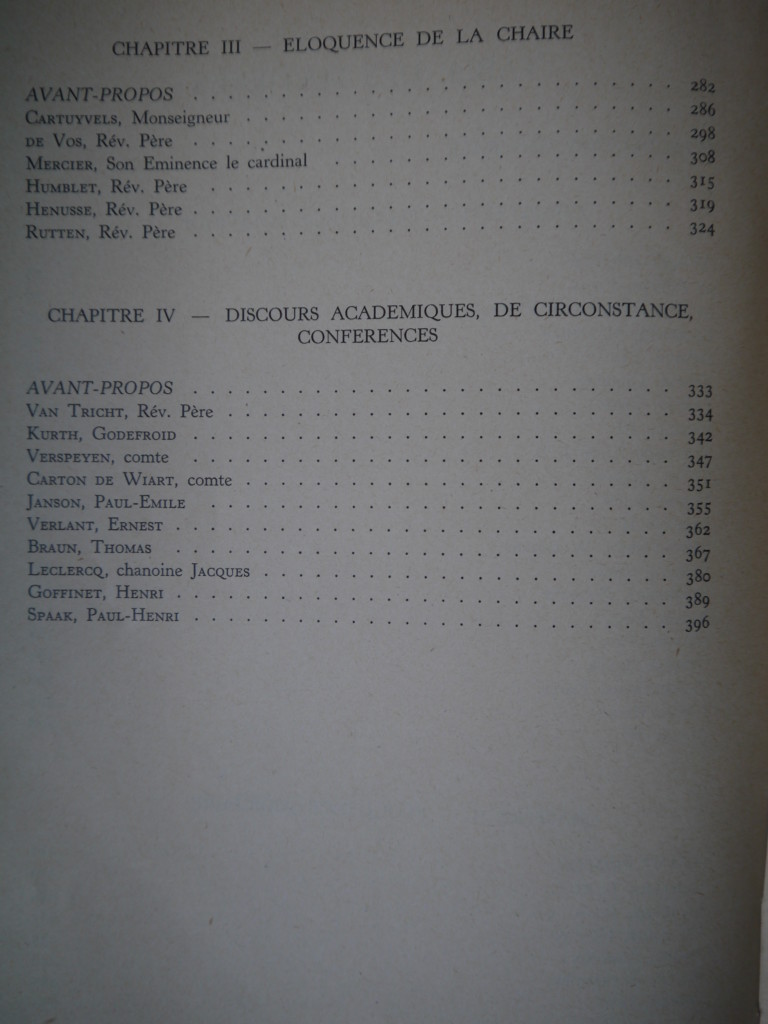 CHAPITRE III — ELOQUENCE DE LA CHAIRE
AVANT-PROPOS . . . . . . . . . . . . . . . . . 282
CARTUYVELS, Monseigneur . . . . . . . . . . . . . . . 286
DE VOS, Rév. Père . . . . . . . . . . . . . . . . . 298
MERCIER, Son Eminence le cardinal . . . . . . . . . . . . 308
HUMBLET, Rév. Père . . . . . . . . . . . . . . . . 315
HENUSSE, Rév. Père . . . . . . . . . . . . . . . . . 319
RUTTEN, Rév. Père . . . . . . . . . . . . . . . . . 324
CHAPITRE IV — DISCOURS ACADEMIQUES, DE CIRCONSTANCE,
CONFERENCES
AVANT-PROPOS . . . . . . . . . . . . . . . . . 333
VAN TRICHT, Rév. Père . . . . . . . . . . . . . . . . 334
KURTH, GODEFROID . . . . . . . . . . . . . . . . . 342
VERSPEYEN, comte . . . . . . . . . . . . . . . . . 347
CARTON DE WIART, comte . . . . . . . . . . . . . . . 351
JANSON, PAUL-EMILE . . . . . . . . . . . . . . . . 355
VERLANT, ERNEST . . . . . . . . . . . . . . . . . 362
BRAUN, THOMAS . . . . . . . . . . . . . . . . . 367
LECLERCQ, chanoine JACQUES . . . . . . . . . . . . . . 380
GOFFINET, HENRI . . . . . . . . . . . . . . . . . 389
SPAAK, PAUL-HENRI . . . . . . . . . . . . . . . . 396